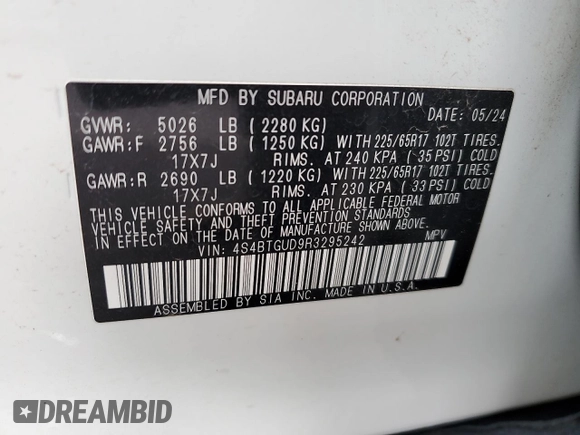 MFD BY SUBARU CORPORATION DATE: 05/24
GVWR: 5026 LB (2280 KG)
GAWR:F 2756 LB (1250 KG) WITH 225/65R17 102T TIRES.
17X7J RIMS. AT 240 KPA (35 PSI) COLD
GAWR:R 2690 LB (1220 KG) WITH 225/65R17 102T TIRES.
17X7J RIMS. AT 230 KPA (33 PSI) COLD
THIS VEHICLE CONFORMS TO ALL APPLICABLE FEDERAL MOTOR
VEHICLE SAFETY AND THEFT PREVENTION STANDARDS IN
EFFECT ON THE DATE OF MANUFACTURE SHOWN ABOVE.
VIN: 4S4BTGUD9R3295242 MPV
ASSEMBLED BY SIA INC. MADE IN U.S.A.
DREAMBID